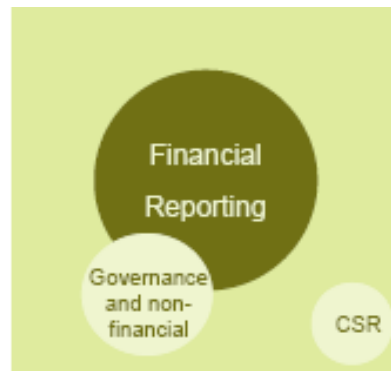 Financial
Reporting
Governance
and non-
financial
CSR